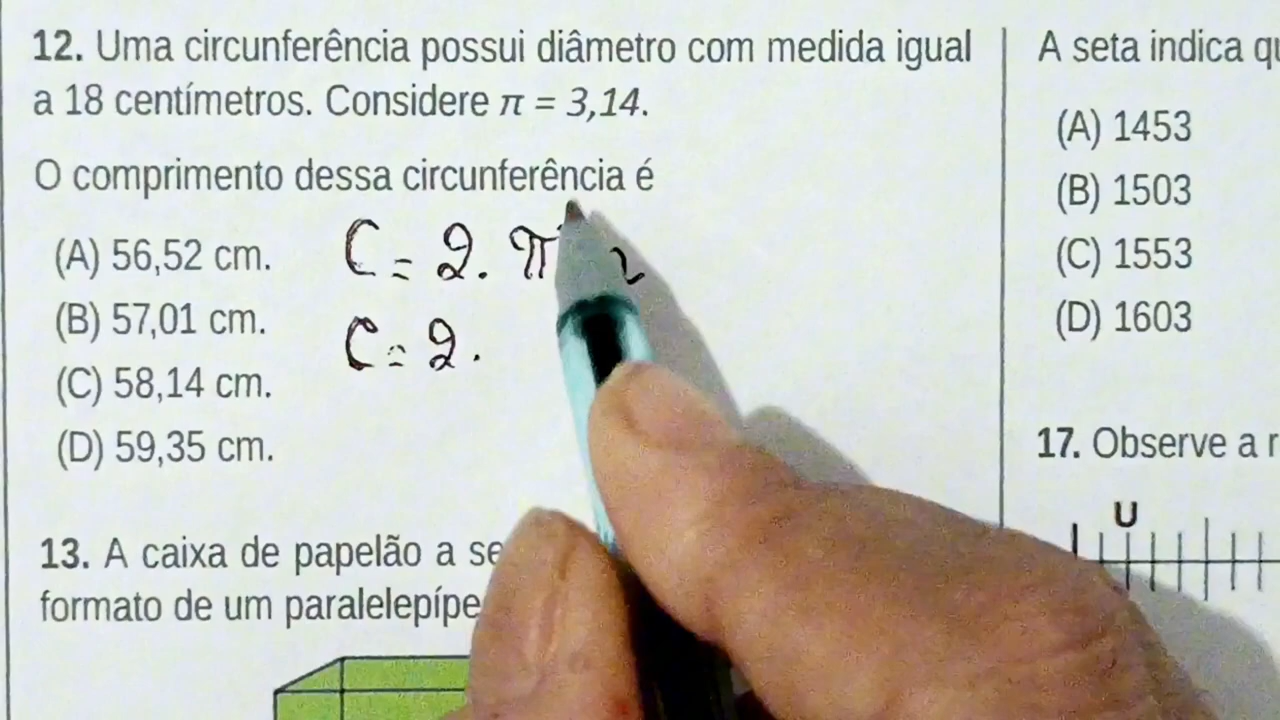 12. Uma circunferência possui diâmetro com medida igual
a 18 centímetros. Considere π = 3,14.
O comprimento dessa circunferência é
(A) 56,52 cm.
(B) 57,01 cm.
(C) 58,14 cm.
(D) 59,35 cm.
C = 2. π
C = 2.
13. A caixa de papelão a
formato de um
A seta indica
(A) 1453
(B) 1503
(C) 1553
(D) 1603
17. Observe a
U